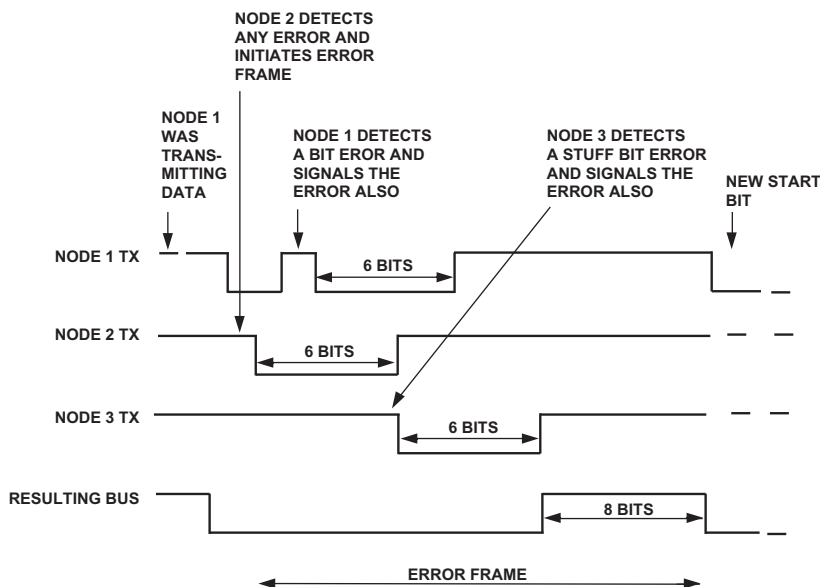 NODE 2 DETECTS
ANY ERROR AND
INITIATES ERROR
FRAME
NODE 1
WAS
TRANS-
MITTING
DATA
NODE 1 DETECTS
A BIT EROR AND
SIGNALS THE
ERROR ALSO
NODE 3 DETECTS
A STUFF BIT ERROR
AND SIGNALS THE
ERROR ALSO
NEW START
BIT
NODE 1 TX
6 BITS
NODE 2 TX
6 BITS
NODE 3 TX
6 BITS
RESULTING BUS
8 BITS
ERROR FRAME